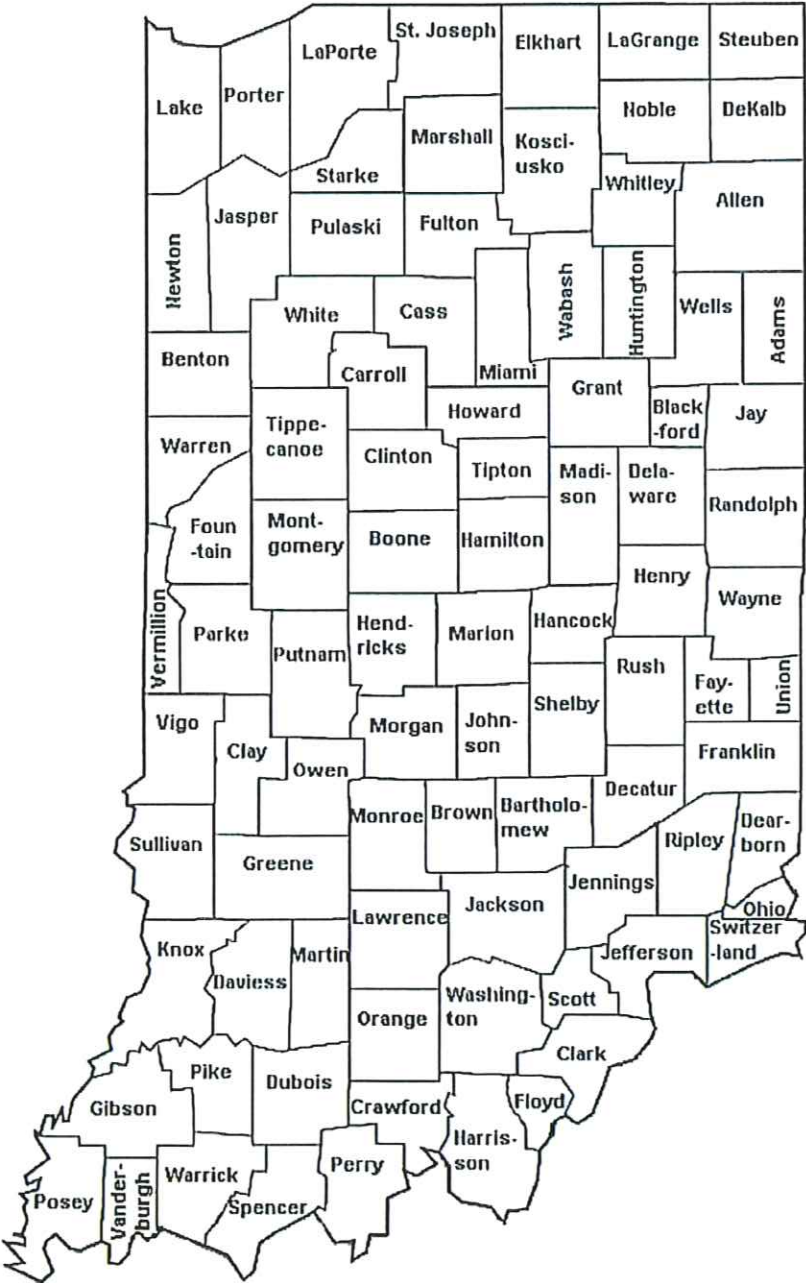 St. Joseph
Elkhart
LaGrange
Steuben
LaPorte
Lake
Porter
Noble
DeKalb
Marshall
Kosci-
usko
Starke
Whitley
Allen
Jasper
Pulaski
Fulton
Newton
Wabash
Huntington
Wells
Adams
White
Cass
Miami
Benton
Carroll
Grant
Black
-ford
Jay
Howard
Warren
Tippe-
canoe
Clinton
Tipton
Madi-
son
Dela-
ware
Randolph
Foun
-tain
Mont-
gomery
Boone
Hamilton
Henry
Wayne
Vermillion
Parke
Putnam
Hend-
ricks
Marion
Hancock
Rush
Fay-
ette
Union
Vigo
Clay
Owen
Morgan
John-
son
Shelby
Franklin
Decatur
Sullivan
Greene
Monroe
Brown
Bartholo-
mew
Ripley
Dear-
born
Jennings
Ohio
Switzer
-land
Lawrence
Jackson
Jefferson
Knox
Daviess
Martin
Orange
Washing-
ton
Scott
Clark
Pike
Dubois
Crawford
Floyd
Gibson
Harris-
son
Posey
Vander-
burgh
Warrick
Spencer
Perry